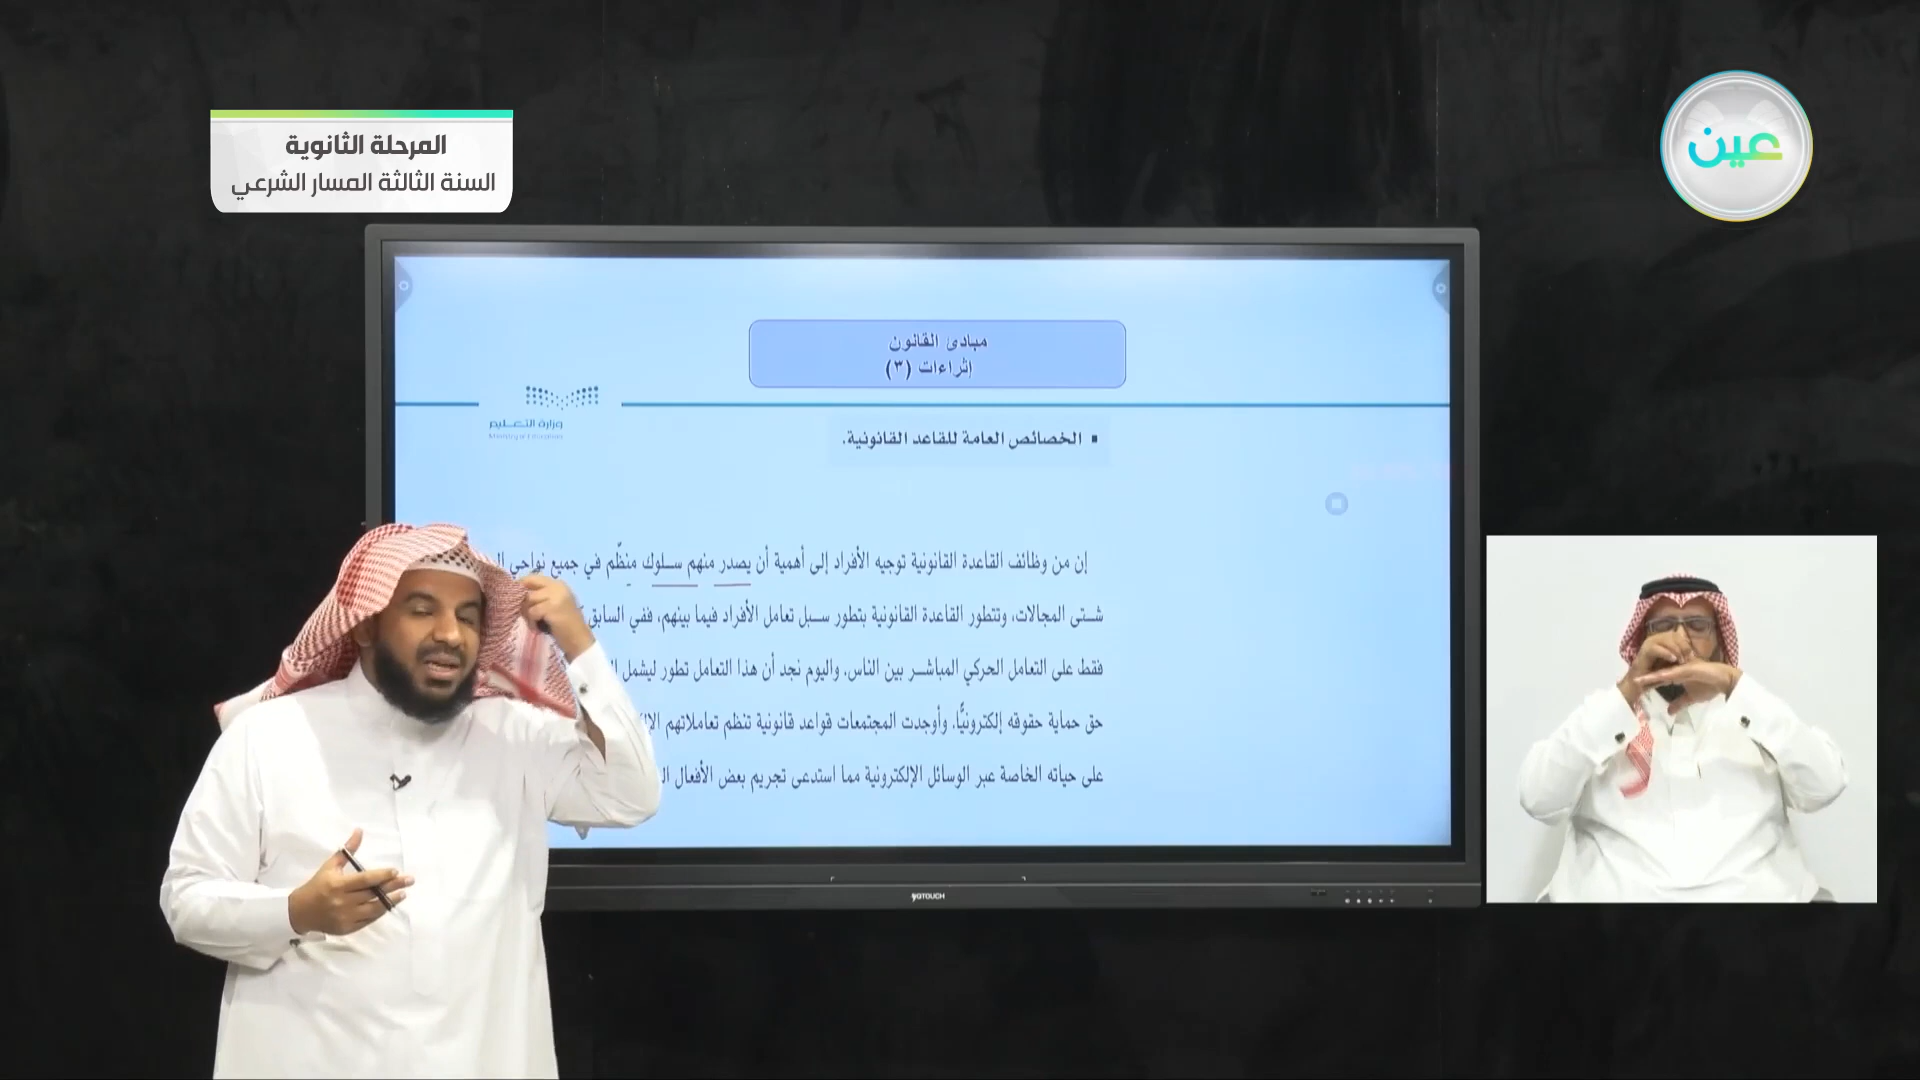 المرحلة الثانوية
السنة الثالثة المسار الشرعي
عين
مبادئ القانون
إثراءات (٣)
وزارة التعليم
Ministry of Education
▪ الخصائص العامة للقاعد القانونية.
إن من وظائف القاعدة القانونية توجيه الأفراد إلى أهمية أن يصدر منهم سلوك منظّم في جميع نواحي
شتى المجالات، وتتطور القاعدة القانونية بتطور سبل تعامل الأفراد فيما بينهم، ففي السابق
فقط على التعامل الحركي المباشر بين الناس، واليوم نجد أن هذا التعامل تطور ليشمل
حق حماية حقوقه إلكترونيًّا، وأوجدت المجتمعات قواعد قانونية تنظم تعاملاتهم
على حياته الخاصة عبر الوسائل الإلكترونية مما استدعى تجريم بعض الأفعال